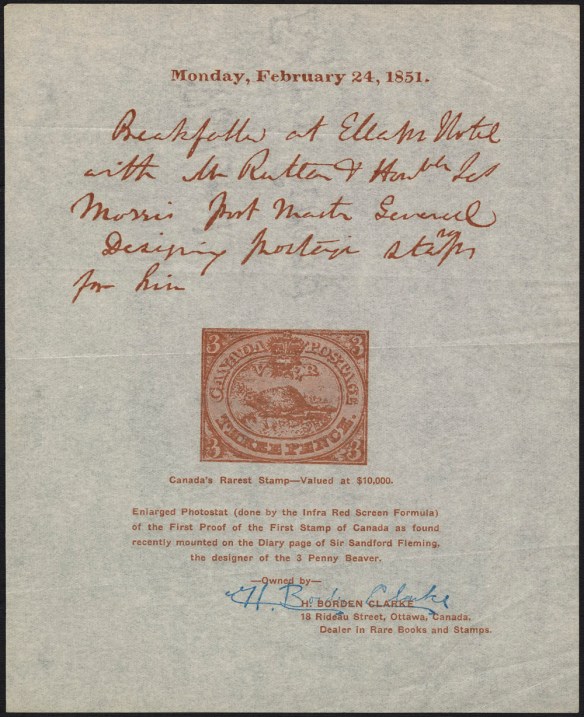 Monday, February 24, 1851.
Breakfasted at Ellahs Hotel
with Mr Rutten & Honble Jas
Morris Post Master General
Designing postage stamps
for him
3 CANADA POSTAGE 3
V R
THREE PENCE.
3 3
Canada's Rarest Stamp—Valued at $10,000.
Enlarged Photostat (done by the Infra Red Screen Formula)
of the First Proof of the First Stamp of Canada as found
recently mounted on the Diary page of Sir Sandford Fleming,
the designer of the 3 Penny Beaver.
—Owned by—
H. Borden Clarke
H. BORDEN CLARKE
18 Rideau Street, Ottawa, Canada.
Dealer in Rare Books and Stamps.